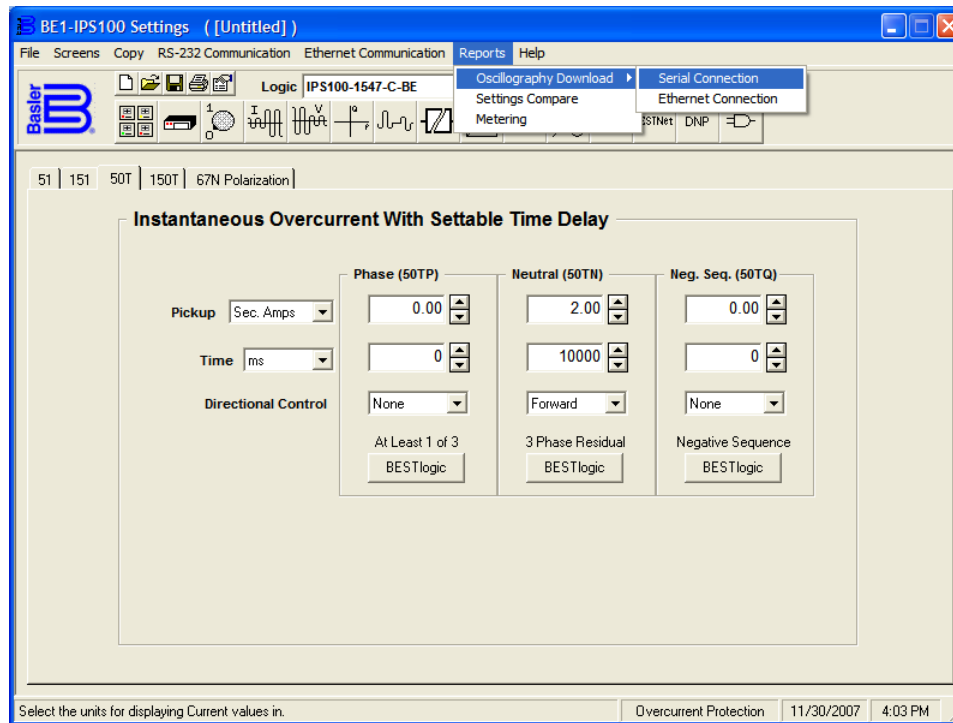 BE1-IPS100 Settings ( [Untitled] )
File Screens Copy RS-232 Communication Ethernet Communication Reports Help
Oscillography Download Serial Connection
Settings Compare Ethernet Connection
Metering
Basler
Logic IPS100-1547-C-BE
DNP
51 151 50T 150T 67N Polarization
Instantaneous Overcurrent With Settable Time Delay
Phase (50TP) Neutral (50TN) Neg. Seq. (50TQ)
Pickup Sec. Amps 0.00 2.00 0.00
Time ms 0 10000 0
Directional Control None Forward None
At Least 1 of 3 3 Phase Residual Negative Sequence
BESTlogic BESTlogic BESTlogic
Select the units for displaying Current values in. Overcurrent Protection 11/30/2007 4:03 PM